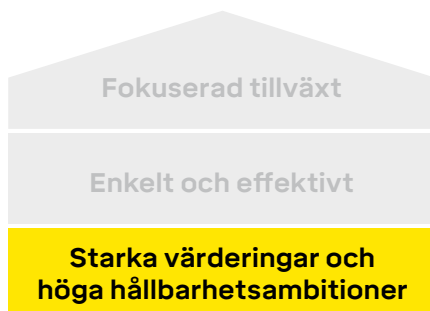 Fokuserad tillväxt
Enkelt och effektivt
Starka värderingar och
höga hållbarhetsambitioner